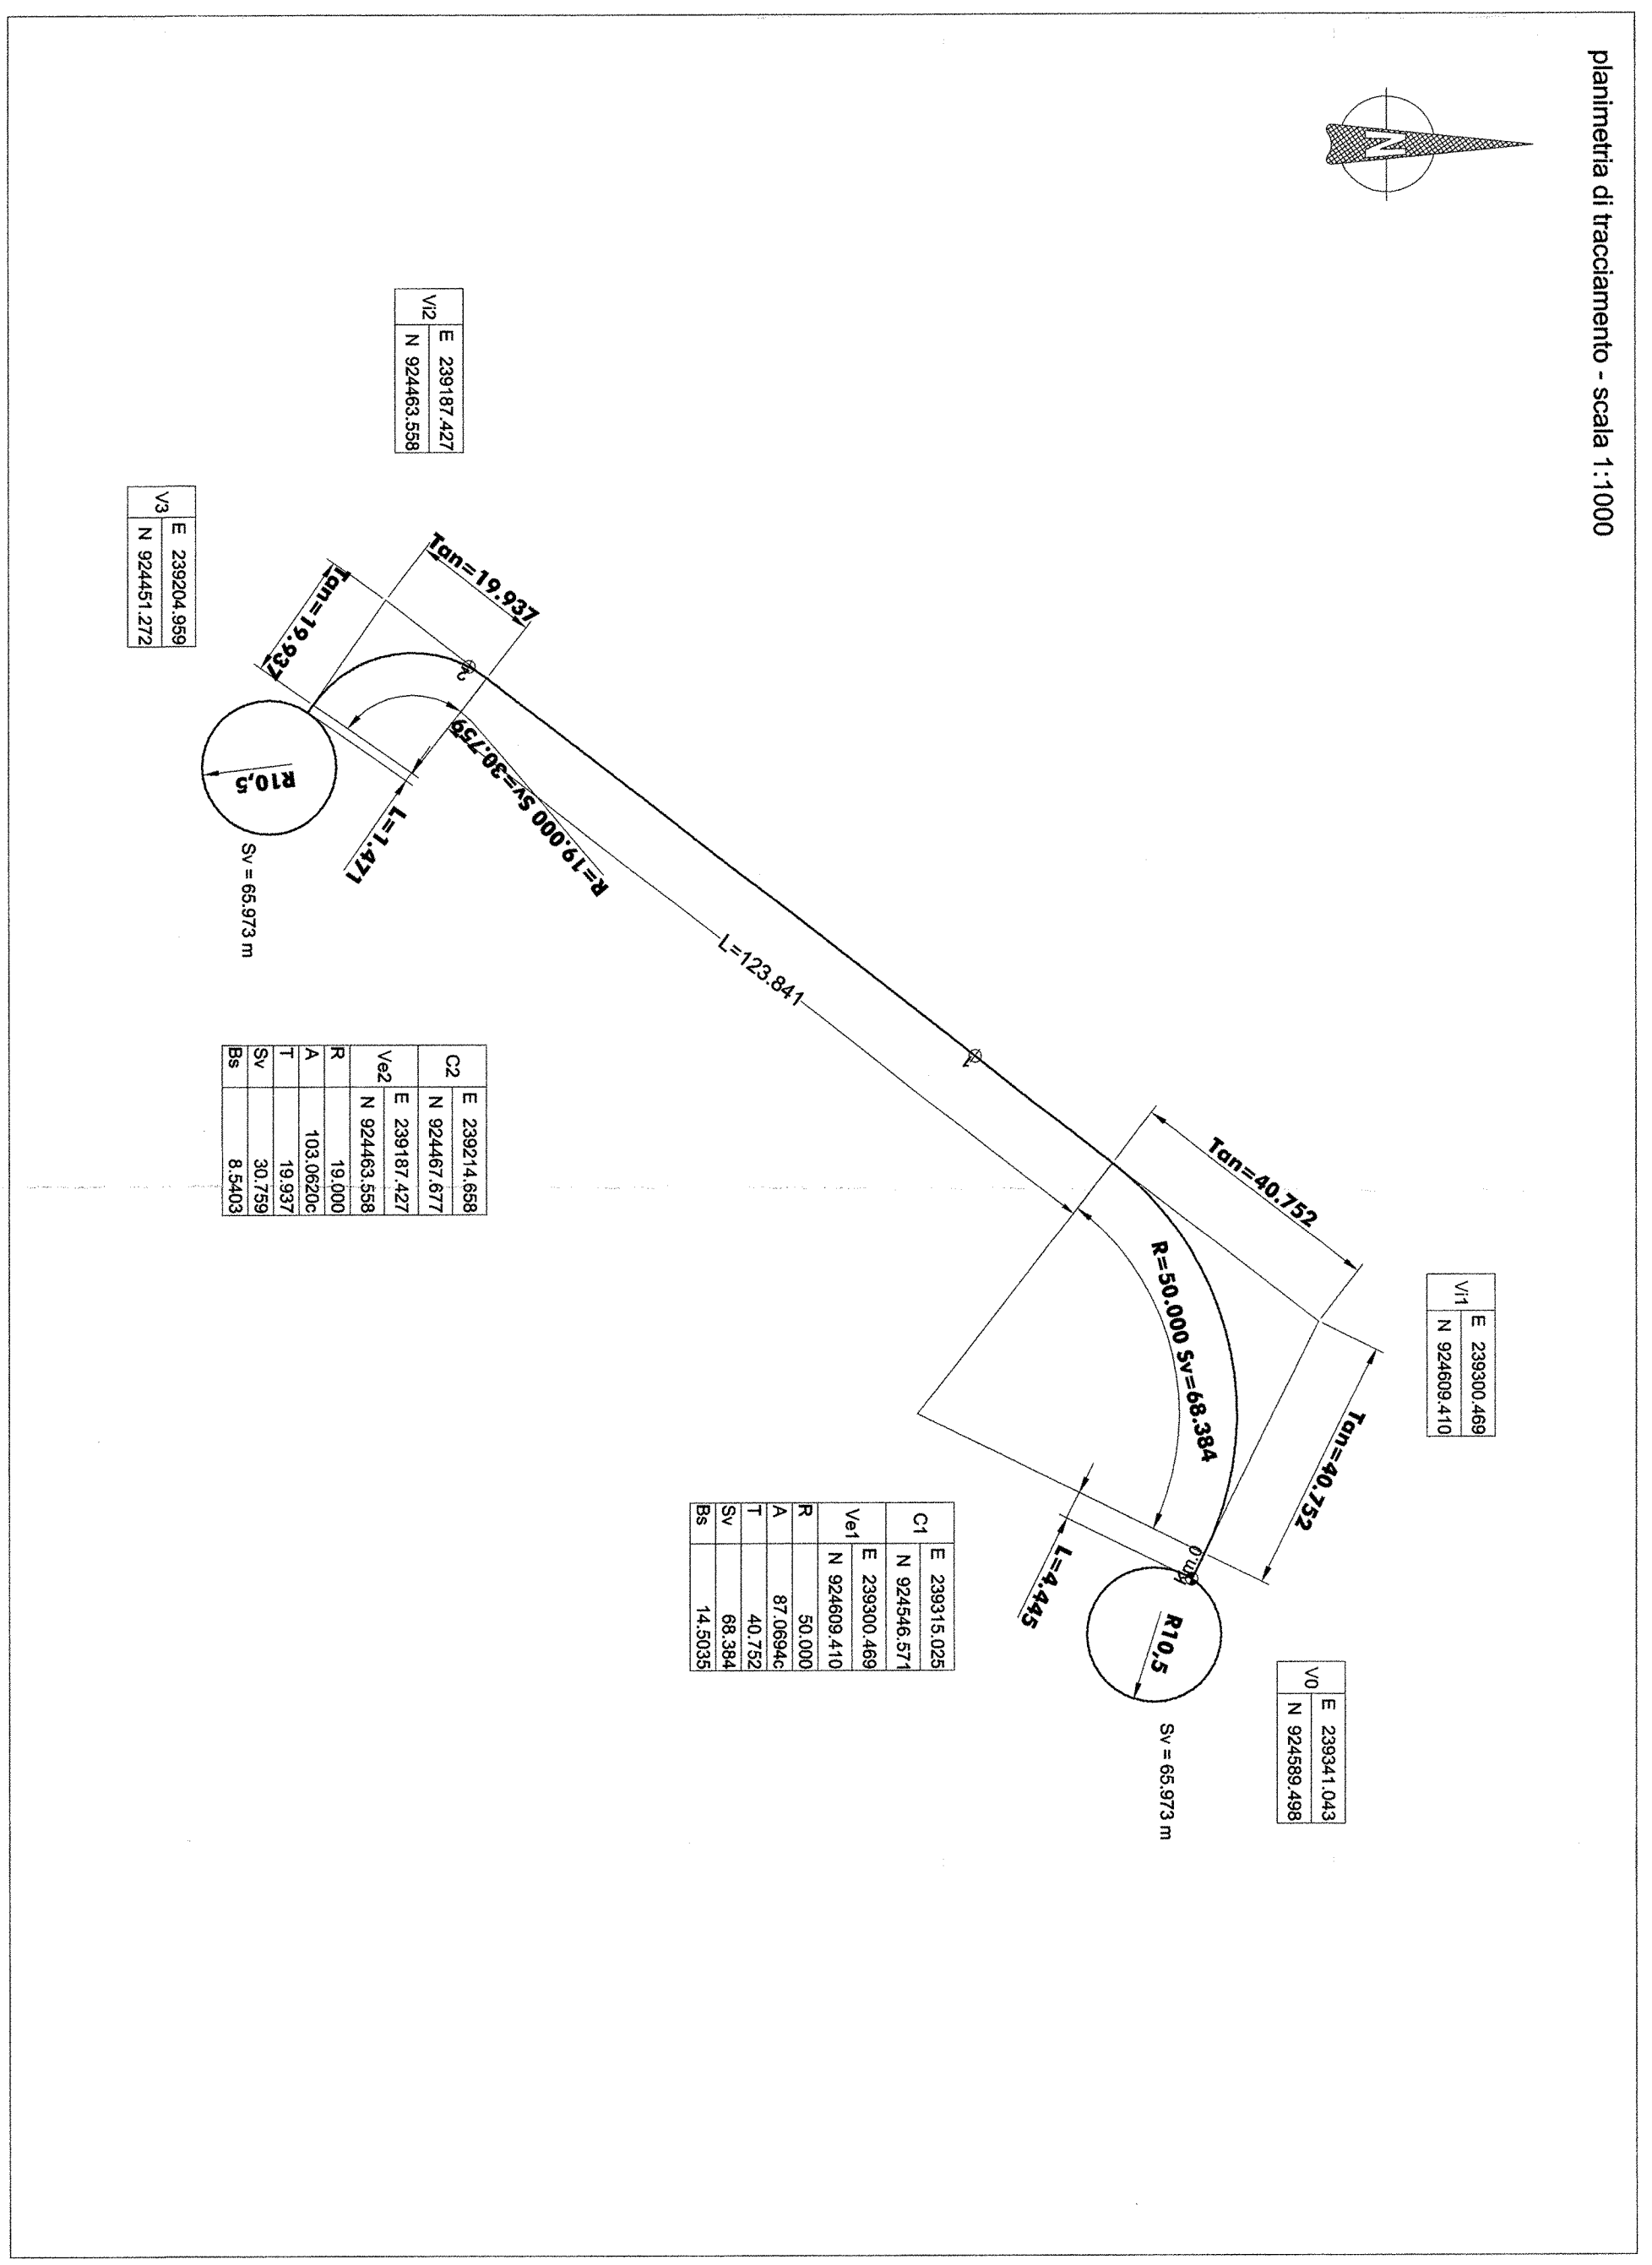 planimetria di tracciamento - scala 1:1000
N
Vi2
E 239187.427
N 924463.558
V3
E 239204.959
N 924451.272
Tan=19.937
Tan=19.937
2
R=19.000 Sv=30.759
L=1.471
R10,5
Sv = 65.973 m
L=123.841
1
C2
E 239214.658
N 924467.677
Ve2
E 239187.427
N 924463.558
R 19.000
A 103.0620c
T 19.937
Sv 30.759
Bs 8.5403
Tan=40.752
Vi1
E 239300.469
N 924609.410
R=50.000 Sv=68.384
Tan=40.752
L=4.445
km.0
R10,5
Sv = 65.973 m
C1
E 239315.025
N 924546.571
Ve1
E 239300.469
N 924609.410
R 50.000
A 87.0694c
T 40.752
Sv 68.384
Bs 14.5035
V0
E 239341.043
N 924589.498